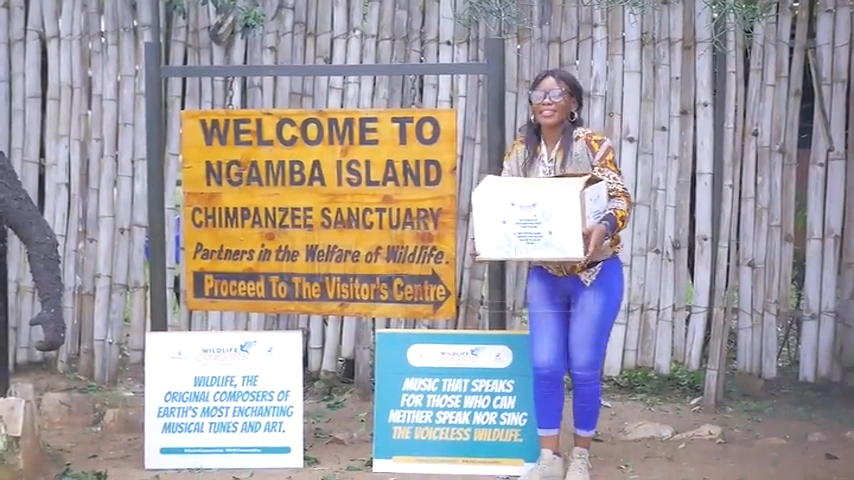 WELCOME TO
NGAMBA ISLAND
CHIMPANZEE SANCTUARY
Partners in the Welfare of Wildlife.
Proceed To The Visitor's Centre
WILDLIFE
CONCERTS
WILDLIFE, THE
ORIGINAL COMPOSERS OF
EARTH'S MOST ENCHANTING
MUSICAL TUNES AND ART.
WILDLIFE
CONCERTS
MUSIC THAT SPEAKS
FOR THOSE WHO CAN
NEITHER SPEAK NOR SING
THE VOICELESS WILDLIFE.